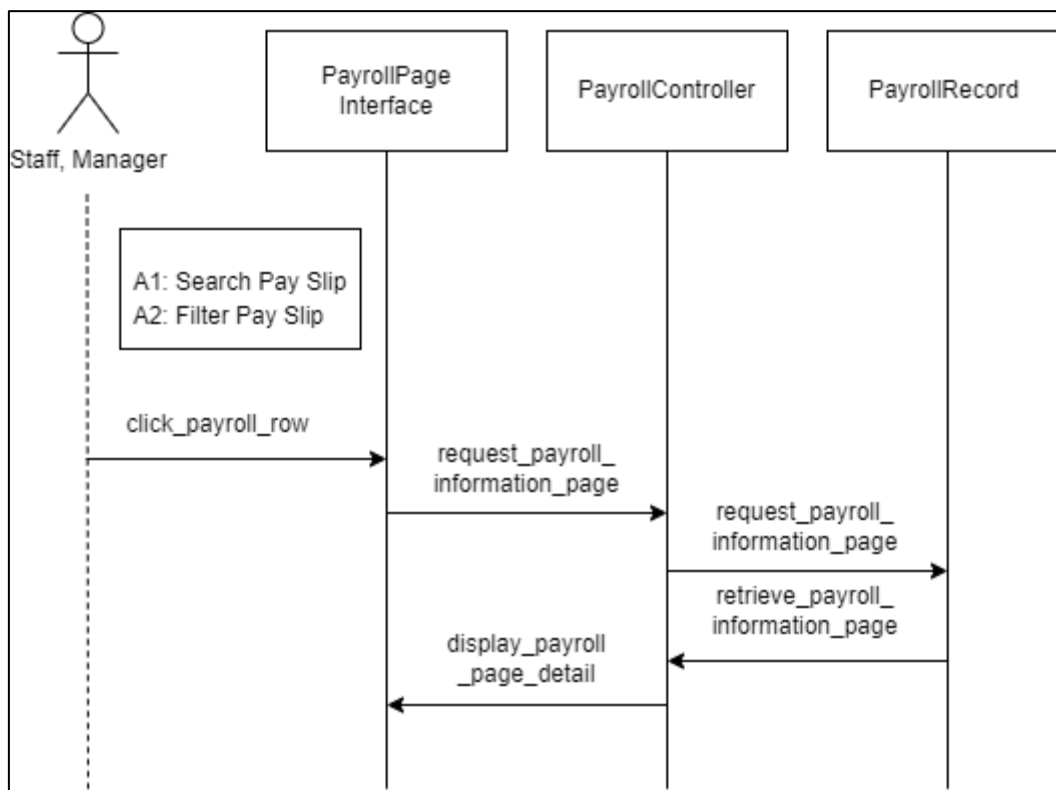 Staff, Manager
PayrollPage
Interface
PayrollController
PayrollRecord
A1: Search Pay Slip
A2: Filter Pay Slip
click_payroll_row
request_payroll_
information_page
request_payroll_
information_page
retrieve_payroll_
information_page
display_payroll
_page_detail